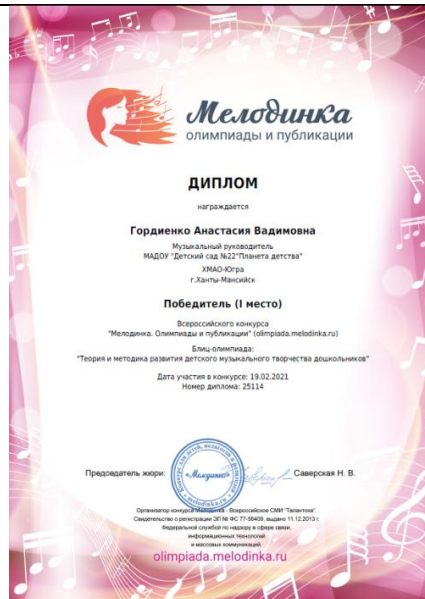 Мелодинка
олимпиады и публикации
ДИПЛОМ
награждается
Гордиенко Анастасия Вадимовна
Музыкальный руководитель
МАДОУ "Детский сад №22"Планета детства"
ХМАО-Югра
г.Ханты-Мансийск
Победитель (I место)
Всероссийского конкурса
"Мелодинка. Олимпиады и публикации" (olimpiada.melodinka.ru)
Блиц-олимпиада:
"Теория и методика развития детского музыкального творчества дошкольников"
Дата участия в конкурсе: 19.02.2021
Номер диплома: 25114
Председатель жюри:
«Мелодинка»
Саверская Н. В.
Организатор конкурса Мелодинка - Всероссийское СМИ "Талантоха".
Свидетельство о регистрации ЭЛ № ФС 77-56409, выдано 11.12.2013 г.
Федеральной службой по надзору в сфере связи,
информационных технологий
и массовых коммуникаций.
olimpiada.melodinka.ru